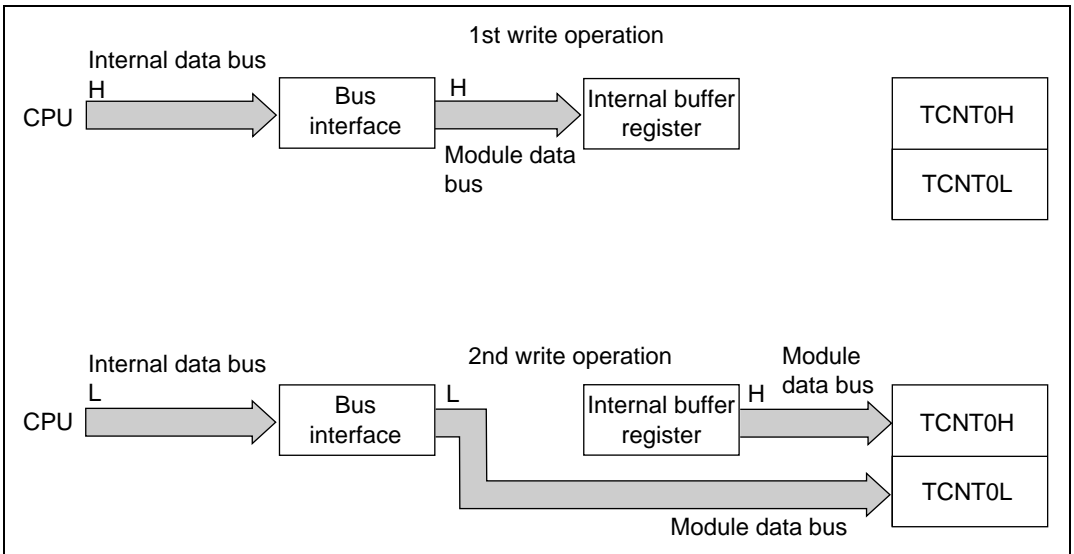 1st write operation
Internal data bus
H
CPU
Bus
interface
H
Module data
bus
Internal buffer
register
TCNT0H
TCNT0L
2nd write operation
Internal data bus
L
CPU
Bus
interface
L
Internal buffer
register
H
Module
data bus
TCNT0H
TCNT0L
Module data bus